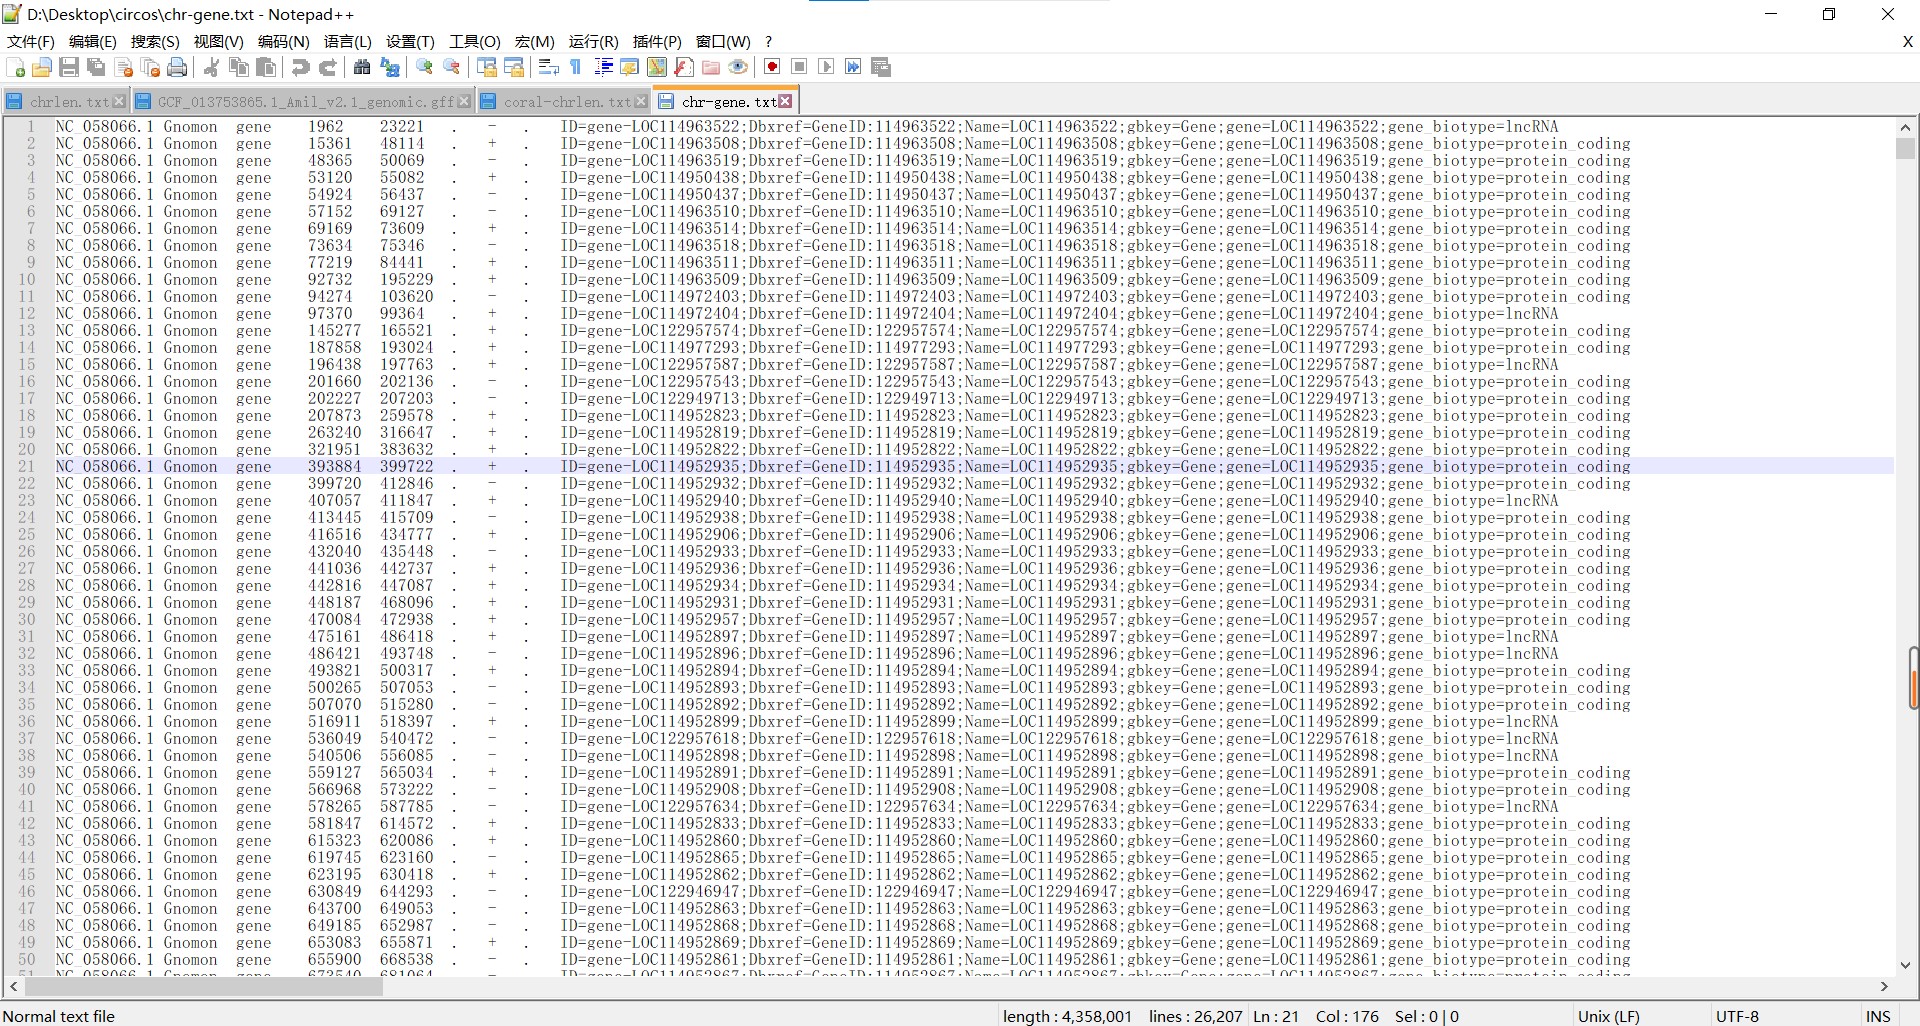 D:\Desktop\circos\chr-gene.txt - Notepad++
文件(F) 编辑(E) 搜索(S) 视图(V) 编码(N) 语言(L) 设置(T) 工具(O) 宏(M) 运行(R) 插件(P) 窗口(W) ? X
chrlen.txt GCF_013753865.1_Amil_v2.1_genomic.gff coral-chrlen.txt chr-gene.txt
1 NC_058066.1 Gnomon gene 1962 23221 . - . ID=gene-LOC114963522;Dbxref=GeneID:114963522;Name=LOC114963522;gbkey=Gene;gene=LOC114963522;gene_biotype=lncRNA
2 NC_058066.1 Gnomon gene 15361 48114 . + . ID=gene-LOC114963508;Dbxref=GeneID:114963508;Name=LOC114963508;gbkey=Gene;gene=LOC114963508;gene_biotype=protein_coding
3 NC_058066.1 Gnomon gene 48365 50069 . - . ID=gene-LOC114963519;Dbxref=GeneID:114963519;Name=LOC114963519;gbkey=Gene;gene=LOC114963519;gene_biotype=protein_coding
4 NC_058066.1 Gnomon gene 53120 55082 . + . ID=gene-LOC114950438;Dbxref=GeneID:114950438;Name=LOC114950438;gbkey=Gene;gene=LOC114950438;gene_biotype=protein_coding
5 NC_058066.1 Gnomon gene 54924 56437 . - . ID=gene-LOC114950437;Dbxref=GeneID:114950437;Name=LOC114950437;gbkey=Gene;gene=LOC114950437;gene_biotype=protein_coding
6 NC_058066.1 Gnomon gene 57152 69127 . - . ID=gene-LOC114963510;Dbxref=GeneID:114963510;Name=LOC114963510;gbkey=Gene;gene=LOC114963510;gene_biotype=protein_coding
7 NC_058066.1 Gnomon gene 69169 73609 . + . ID=gene-LOC114963514;Dbxref=GeneID:114963514;Name=LOC114963514;gbkey=Gene;gene=LOC114963514;gene_biotype=protein_coding
8 NC_058066.1 Gnomon gene 73634 75346 . - . ID=gene-LOC114963518;Dbxref=GeneID:114963518;Name=LOC114963518;gbkey=Gene;gene=LOC114963518;gene_biotype=protein_coding
9 NC_058066.1 Gnomon gene 77219 84441 . + . ID=gene-LOC114963511;Dbxref=GeneID:114963511;Name=LOC114963511;gbkey=Gene;gene=LOC114963511;gene_biotype=protein_coding
10 NC_058066.1 Gnomon gene 92732 195229 . + . ID=gene-LOC114963509;Dbxref=GeneID:114963509;Name=LOC114963509;gbkey=Gene;gene=LOC114963509;gene_biotype=protein_coding
11 NC_058066.1 Gnomon gene 94274 103620 . - . ID=gene-LOC114972403;Dbxref=GeneID:114972403;Name=LOC114972403;gbkey=Gene;gene=LOC114972403;gene_biotype=protein_coding
12 NC_058066.1 Gnomon gene 97370 99364 . + . ID=gene-LOC114972404;Dbxref=GeneID:114972404;Name=LOC114972404;gbkey=Gene;gene=LOC114972404;gene_biotype=lncRNA
13 NC_058066.1 Gnomon gene 145277 165521 . + . ID=gene-LOC122957574;Dbxref=GeneID:122957574;Name=LOC122957574;gbkey=Gene;gene=LOC122957574;gene_biotype=protein_coding
14 NC_058066.1 Gnomon gene 187858 193024 . + . ID=gene-LOC114977293;Dbxref=GeneID:114977293;Name=LOC114977293;gbkey=Gene;gene=LOC114977293;gene_biotype=protein_coding
15 NC_058066.1 Gnomon gene 196438 197763 . + . ID=gene-LOC122957587;Dbxref=GeneID:122957587;Name=LOC122957587;gbkey=Gene;gene=LOC122957587;gene_biotype=lncRNA
16 NC_058066.1 Gnomon gene 201660 202136 . - . ID=gene-LOC122957543;Dbxref=GeneID:122957543;Name=LOC122957543;gbkey=Gene;gene=LOC122957543;gene_biotype=protein_coding
17 NC_058066.1 Gnomon gene 202227 207203 . - . ID=gene-LOC122949713;Dbxref=GeneID:122949713;Name=LOC122949713;gbkey=Gene;gene=LOC122949713;gene_biotype=protein_coding
18 NC_058066.1 Gnomon gene 207873 259578 . + . ID=gene-LOC114952823;Dbxref=GeneID:114952823;Name=LOC114952823;gbkey=Gene;gene=LOC114952823;gene_biotype=protein_coding
19 NC_058066.1 Gnomon gene 263240 316647 . + . ID=gene-LOC114952819;Dbxref=GeneID:114952819;Name=LOC114952819;gbkey=Gene;gene=LOC114952819;gene_biotype=protein_coding
20 NC_058066.1 Gnomon gene 321951 383632 . + . ID=gene-LOC114952822;Dbxref=GeneID:114952822;Name=LOC114952822;gbkey=Gene;gene=LOC114952822;gene_biotype=protein_coding
21 NC_058066.1 Gnomon gene 393884 399722 . + . ID=gene-LOC114952935;Dbxref=GeneID:114952935;Name=LOC114952935;gbkey=Gene;gene=LOC114952935;gene_biotype=protein_coding
22 NC_058066.1 Gnomon gene 399720 412846 . - . ID=gene-LOC114952932;Dbxref=GeneID:114952932;Name=LOC114952932;gbkey=Gene;gene=LOC114952932;gene_biotype=protein_coding
23 NC_058066.1 Gnomon gene 407057 411847 . + . ID=gene-LOC114952940;Dbxref=GeneID:114952940;Name=LOC114952940;gbkey=Gene;gene=LOC114952940;gene_biotype=lncRNA
24 NC_058066.1 Gnomon gene 413445 415709 . - . ID=gene-LOC114952938;Dbxref=GeneID:114952938;Name=LOC114952938;gbkey=Gene;gene=LOC114952938;gene_biotype=protein_coding
25 NC_058066.1 Gnomon gene 416516 434777 . + . ID=gene-LOC114952906;Dbxref=GeneID:114952906;Name=LOC114952906;gbkey=Gene;gene=LOC114952906;gene_biotype=protein_coding
26 NC_058066.1 Gnomon gene 432040 435448 . - . ID=gene-LOC114952933;Dbxref=GeneID:114952933;Name=LOC114952933;gbkey=Gene;gene=LOC114952933;gene_biotype=protein_coding
27 NC_058066.1 Gnomon gene 441036 442737 . + . ID=gene-LOC114952936;Dbxref=GeneID:114952936;Name=LOC114952936;gbkey=Gene;gene=LOC114952936;gene_biotype=protein_coding
28 NC_058066.1 Gnomon gene 442816 447087 . + . ID=gene-LOC114952934;Dbxref=GeneID:114952934;Name=LOC114952934;gbkey=Gene;gene=LOC114952934;gene_biotype=protein_coding
29 NC_058066.1 Gnomon gene 448187 468096 . + . ID=gene-LOC114952931;Dbxref=GeneID:114952931;Name=LOC114952931;gbkey=Gene;gene=LOC114952931;gene_biotype=protein_coding
30 NC_058066.1 Gnomon gene 470084 472938 . - . ID=gene-LOC114952957;Dbxref=GeneID:114952957;Name=LOC114952957;gbkey=Gene;gene=LOC114952957;gene_biotype=protein_coding
31 NC_058066.1 Gnomon gene 475161 486418 . + . ID=gene-LOC114952897;Dbxref=GeneID:114952897;Name=LOC114952897;gbkey=Gene;gene=LOC114952897;gene_biotype=lncRNA
32 NC_058066.1 Gnomon gene 486421 493748 . - . ID=gene-LOC114952896;Dbxref=GeneID:114952896;Name=LOC114952896;gbkey=Gene;gene=LOC114952896;gene_biotype=lncRNA
33 NC_058066.1 Gnomon gene 493821 500317 . + . ID=gene-LOC114952894;Dbxref=GeneID:114952894;Name=LOC114952894;gbkey=Gene;gene=LOC114952894;gene_biotype=protein_coding
34 NC_058066.1 Gnomon gene 500265 507053 . - . ID=gene-LOC114952893;Dbxref=GeneID:114952893;Name=LOC114952893;gbkey=Gene;gene=LOC114952893;gene_biotype=protein_coding
35 NC_058066.1 Gnomon gene 507070 515280 . - . ID=gene-LOC114952892;Dbxref=GeneID:114952892;Name=LOC114952892;gbkey=Gene;gene=LOC114952892;gene_biotype=protein_coding
36 NC_058066.1 Gnomon gene 516911 518397 . + . ID=gene-LOC114952899;Dbxref=GeneID:114952899;Name=LOC114952899;gbkey=Gene;gene=LOC114952899;gene_biotype=lncRNA
37 NC_058066.1 Gnomon gene 536049 540472 . - . ID=gene-LOC122957618;Dbxref=GeneID:122957618;Name=LOC122957618;gbkey=Gene;gene=LOC122957618;gene_biotype=lncRNA
38 NC_058066.1 Gnomon gene 540506 556085 . - . ID=gene-LOC114952898;Dbxref=GeneID:114952898;Name=LOC114952898;gbkey=Gene;gene=LOC114952898;gene_biotype=lncRNA
39 NC_058066.1 Gnomon gene 559127 565034 . + . ID=gene-LOC114952891;Dbxref=GeneID:114952891;Name=LOC114952891;gbkey=Gene;gene=LOC114952891;gene_biotype=protein_coding
40 NC_058066.1 Gnomon gene 566968 573222 . - . ID=gene-LOC114952908;Dbxref=GeneID:114952908;Name=LOC114952908;gbkey=Gene;gene=LOC114952908;gene_biotype=protein_coding
41 NC_058066.1 Gnomon gene 578265 587785 . - . ID=gene-LOC122957634;Dbxref=GeneID:122957634;Name=LOC122957634;gbkey=Gene;gene=LOC122957634;gene_biotype=lncRNA
42 NC_058066.1 Gnomon gene 581847 614572 . + . ID=gene-LOC114952833;Dbxref=GeneID:114952833;Name=LOC114952833;gbkey=Gene;gene=LOC114952833;gene_biotype=protein_coding
43 NC_058066.1 Gnomon gene 615323 620086 . + . ID=gene-LOC114952860;Dbxref=GeneID:114952860;Name=LOC114952860;gbkey=Gene;gene=LOC114952860;gene_biotype=protein_coding
44 NC_058066.1 Gnomon gene 619745 623160 . - . ID=gene-LOC114952865;Dbxref=GeneID:114952865;Name=LOC114952865;gbkey=Gene;gene=LOC114952865;gene_biotype=protein_coding
45 NC_058066.1 Gnomon gene 623195 630418 . + . ID=gene-LOC114952862;Dbxref=GeneID:114952862;Name=LOC114952862;gbkey=Gene;gene=LOC114952862;gene_biotype=protein_coding
46 NC_058066.1 Gnomon gene 630849 644293 . - . ID=gene-LOC122946947;Dbxref=GeneID:122946947;Name=LOC122946947;gbkey=Gene;gene=LOC122946947;gene_biotype=protein_coding
47 NC_058066.1 Gnomon gene 643700 649053 . - . ID=gene-LOC114952863;Dbxref=GeneID:114952863;Name=LOC114952863;gbkey=Gene;gene=LOC114952863;gene_biotype=protein_coding
48 NC_058066.1 Gnomon gene 649185 652987 . - . ID=gene-LOC114952868;Dbxref=GeneID:114952868;Name=LOC114952868;gbkey=Gene;gene=LOC114952868;gene_biotype=protein_coding
49 NC_058066.1 Gnomon gene 653083 655871 . + . ID=gene-LOC114952869;Dbxref=GeneID:114952869;Name=LOC114952869;gbkey=Gene;gene=LOC114952869;gene_biotype=protein_coding
50 NC_058066.1 Gnomon gene 655900 668538 . - . ID=gene-LOC114952861;Dbxref=GeneID:114952861;Name=LOC114952861;gbkey=Gene;gene=LOC114952861;gene_biotype=protein_coding
51 NC_058066.1 Gnomon gene 673540 681064 . - . ID=gene-LOC114952867;Dbxref=GeneID:114952867;Name=LOC114952867;gbkey=Gene;gene=LOC114952867;gene_biotype=protein_coding
Normal text file length : 4,358,001 lines : 26,207 Ln : 21 Col : 176 Sel : 0 | 0 Unix (LF) UTF-8 INS